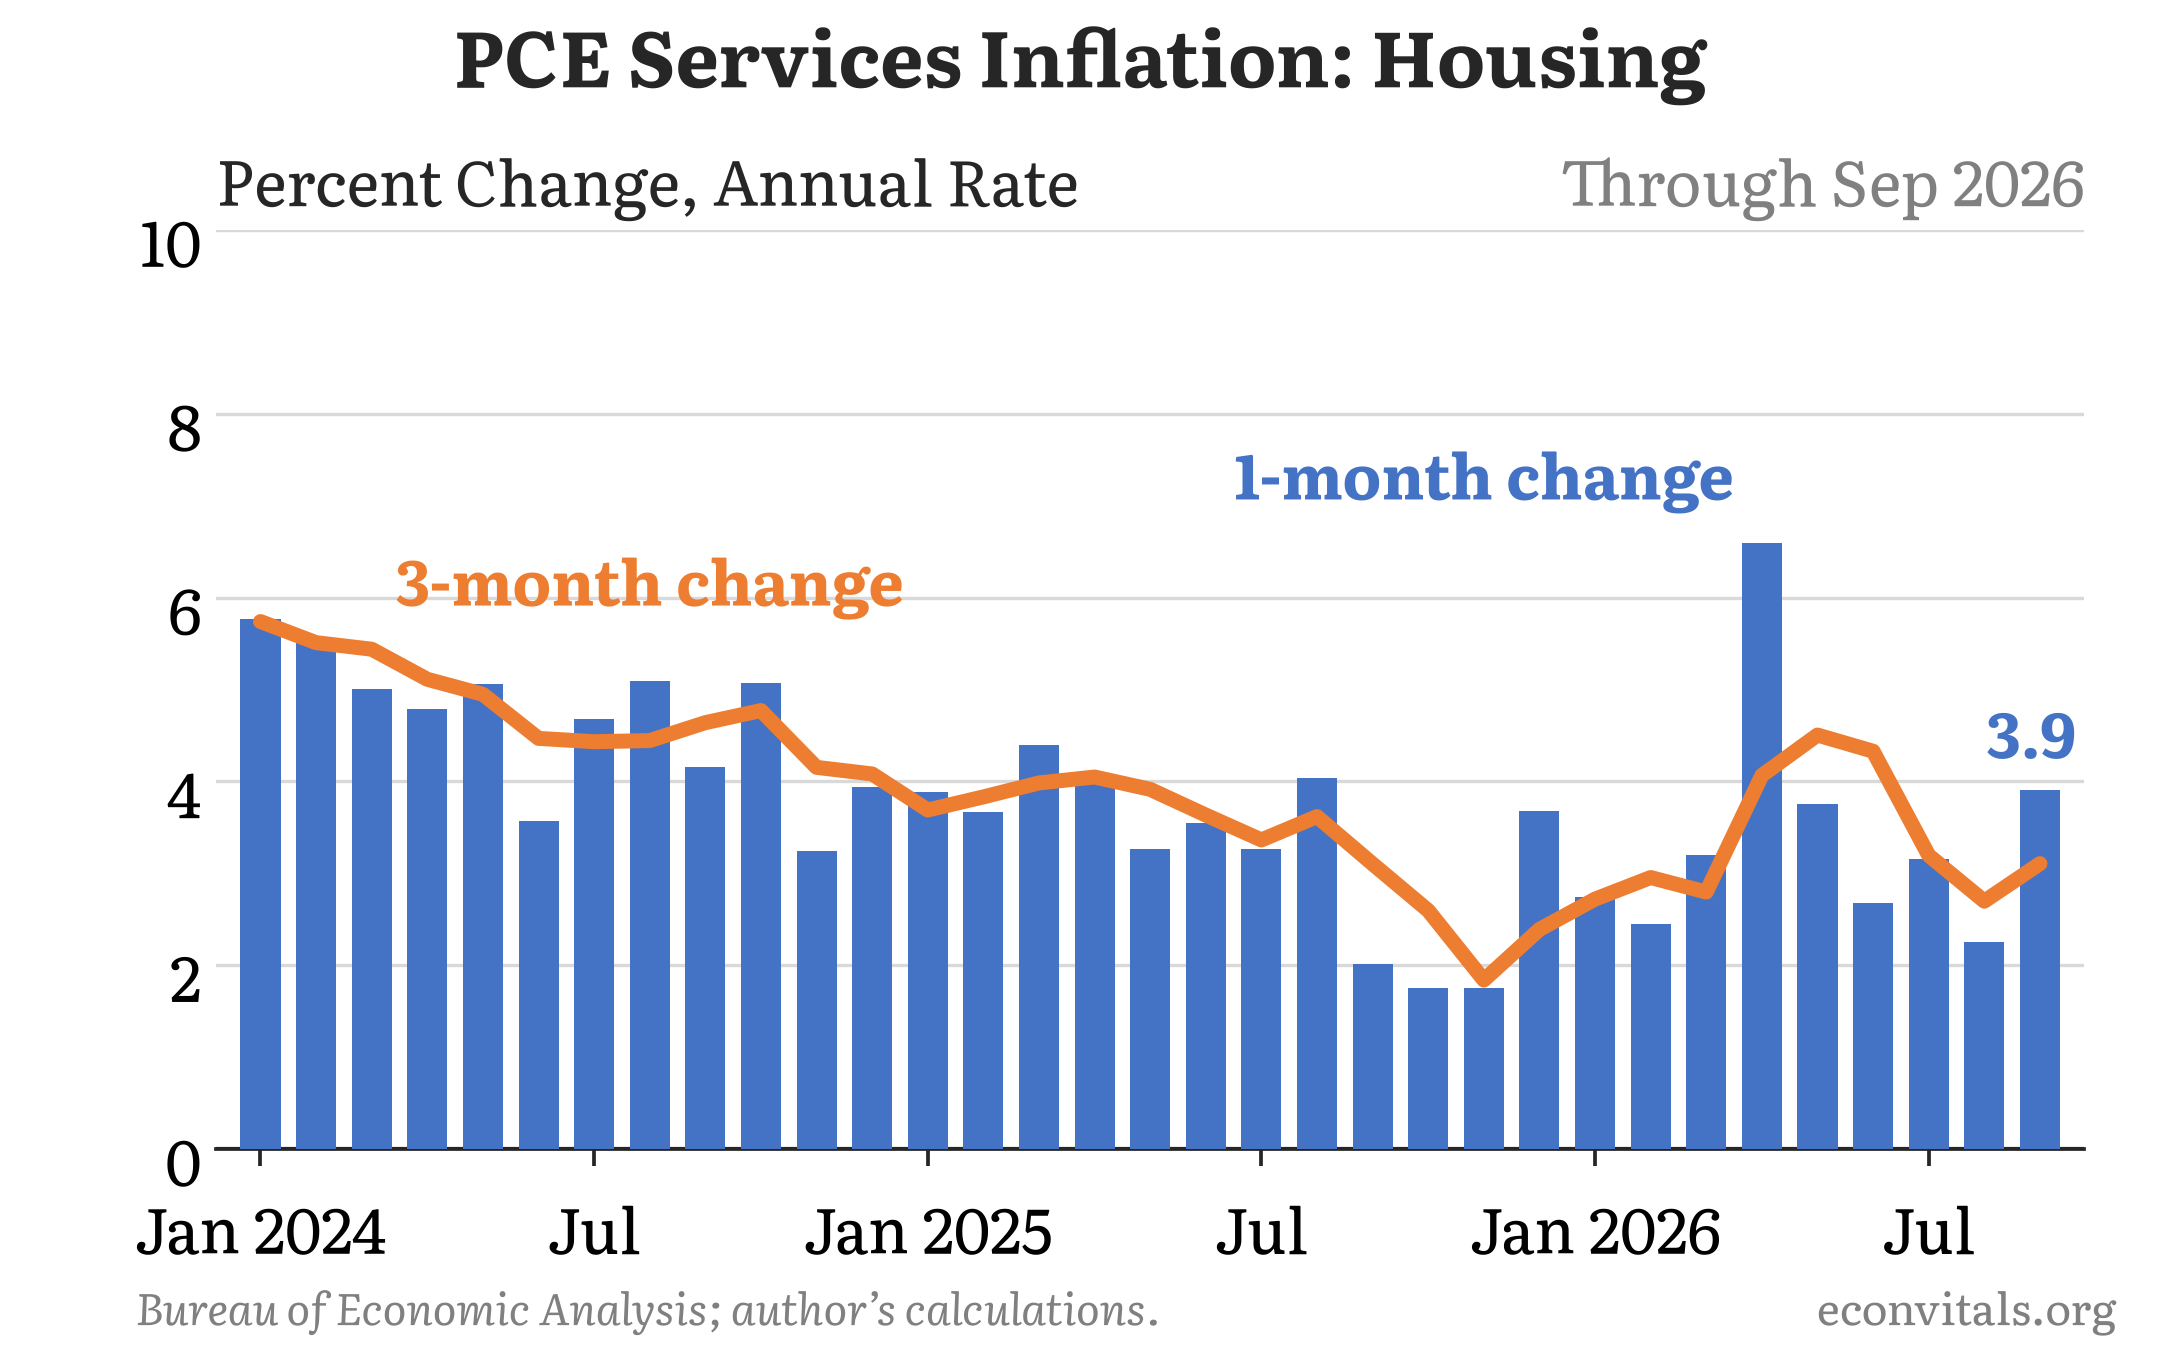 PCE Services Inflation: Housing
Percent Change, Annual Rate
Through Sep 2026
10
8
1-month change
3-month change
6
3.9
4
2
0
Jan 2024 Jul Jan 2025 Jul Jan 2026 Jul
Bureau of Economic Analysis; author’s calculations.
econvitals.org